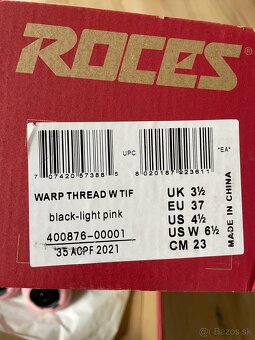 ROCES®
7 07420 57388 5
UPC
8 020187 223611
"EA"
WARP THREAD W TIF
black-light pink
400876-00001
35 ACPF 2021
UK 3½
EU 37
US 4½
US W 6½
CM 23
MADE IN CHINA
bazos.sk